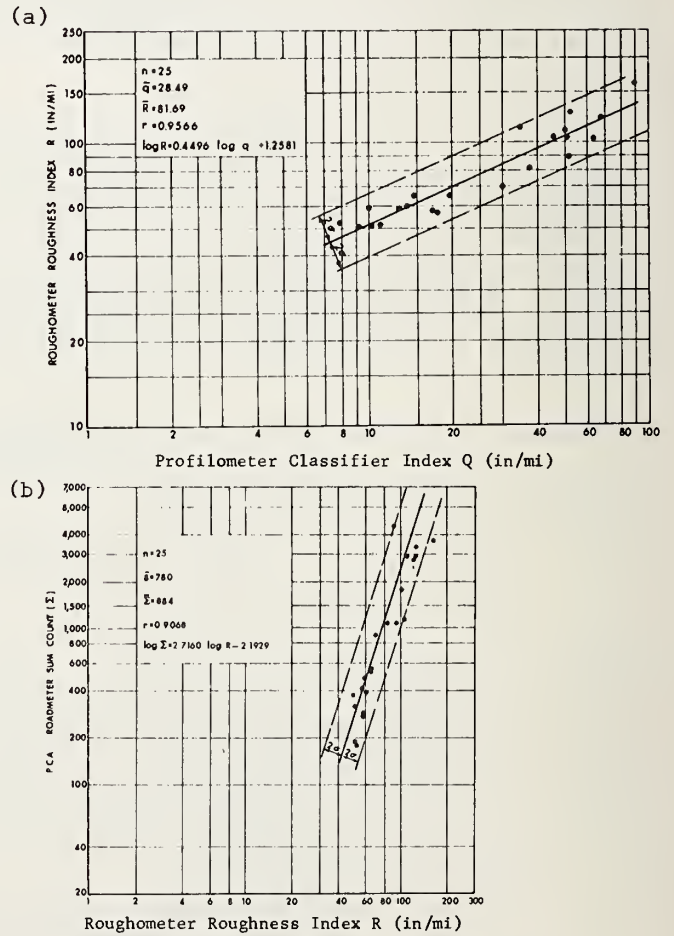 (a)
ROUGHOMETER ROUGHNESS INDEX R (IN/MI)
250
200
150
100
80
60
40
20
10
n=25
q̄=28.49
R̄=81.69
r=0.9566
logR=0.4496 log q +1.2581
2σ
2σ
1 2 4 6 8 10 20 40 60 80 100
Profilometer Classifier Index Q (in/mi)
(b)
PCA ROADMETER SUM COUNT (Σ)
7,000
5,000
4,000
3,000
2,000
1,500
1,000
800
600
400
200
100
40
20
n=25
=780
Σ̄=884
r=0.9068
log Σ=2.7160 log R-2.1929
2σ
2σ
1 2 4 6 8 10 20 40 60 80 100 200 300
Roughometer Roughness Index R (in/mi)